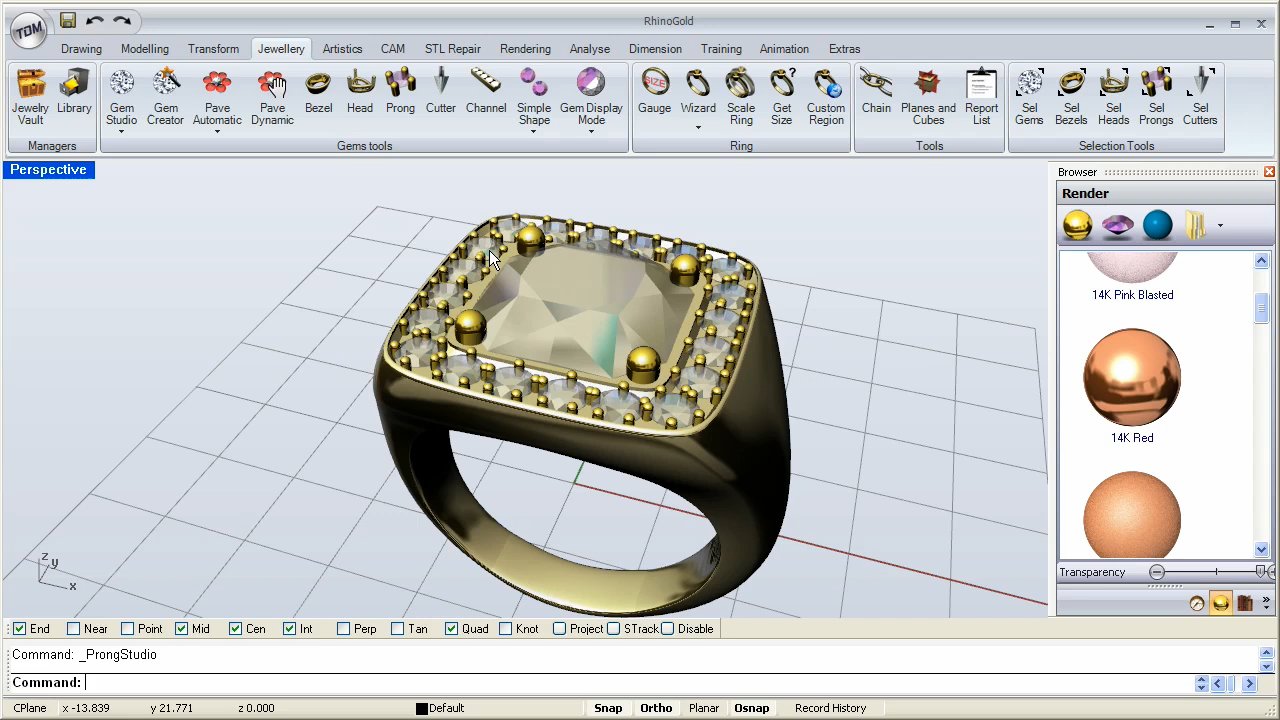 RhinoGold
TDM
Drawing Modelling Transform Jewellery Artistics CAM STL Repair Rendering Analyse Dimension Training Animation Extras
Jewelry Vault Library Gem Studio Gem Creator Pave Automatic Pave Dynamic Bezel Head Prong Cutter Channel Simple Shape Gem Display Mode Gauge Wizard Scale Ring Get Size Custom Region Chain Planes and Cubes Report List Sel Gems Sel Bezels Sel Heads Sel Prongs Sel Cutters
SIZE
Managers Gems tools Ring Tools Selection Tools
Perspective
Browser
Render
14K Pink Blasted
14K Red
Transparency
z
y
x
End Near Point Mid Cen Int Perp Tan Quad Knot Project STrack Disable
Command: _ProngStudio
Command:
CPlane x -13.839 y 21.771 z 0.000 Default Snap Ortho Planar Osnap Record History